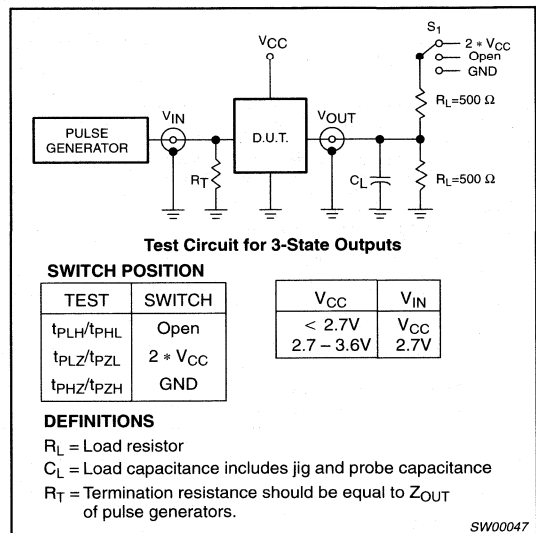 S1
VCC
2 * VCC
Open
GND
RL=500 Ω
VIN
VOUT
PULSE
GENERATOR
D.U.T.
RT
CL
RL=500 Ω
Test Circuit for 3-State Outputs
SWITCH POSITION
TEST SWITCH
tPLH/tPHL Open
tPLZ/tPZL 2 * VCC
tPHZ/tPZH GND
VCC VIN
< 2.7V VCC
2.7 – 3.6V 2.7V
DEFINITIONS
RL = Load resistor
CL = Load capacitance includes jig and probe capacitance
RT = Termination resistance should be equal to ZOUT
of pulse generators.
SW00047